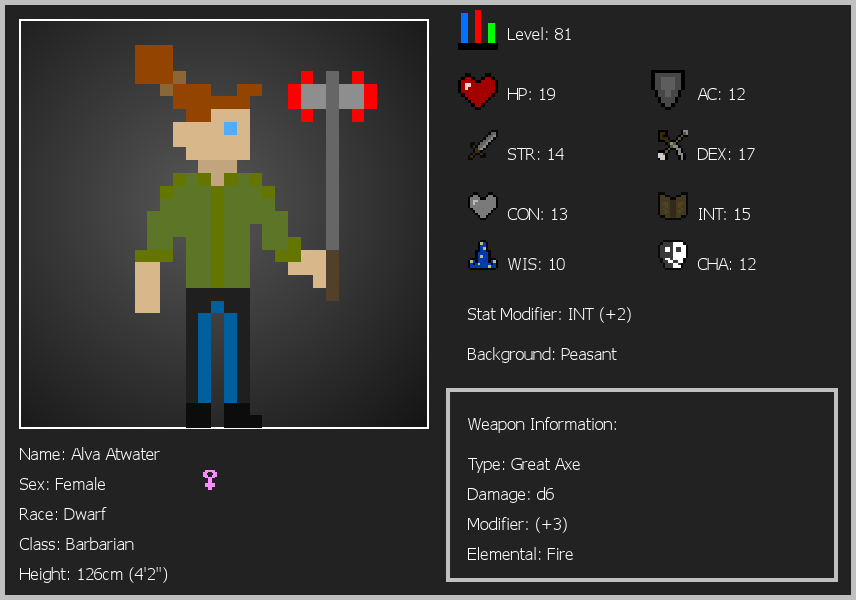 Level: 81
HP: 19
AC: 12
STR: 14
DEX: 17
CON: 13
INT: 15
WIS: 10
CHA: 12
Stat Modifier: INT (+2)
Background: Peasant
Weapon Information:
Type: Great Axe
Damage: d6
Modifier: (+3)
Elemental: Fire
Name: Alva Atwater
Sex: Female
Race: Dwarf
Class: Barbarian
Height: 126cm (4'2")